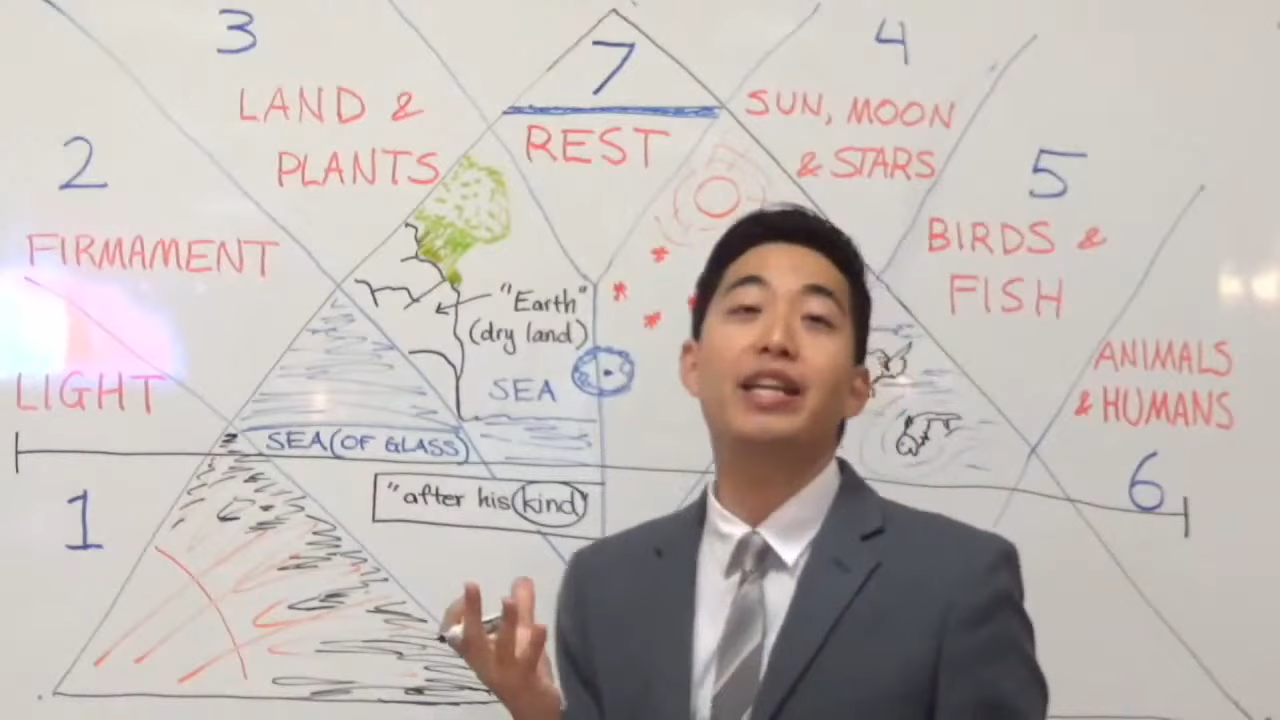 3
LAND &
PLANTS
7
REST
4
SUN, MOON
& STARS
2
FIRMAMENT
5
BIRDS &
FISH
"Earth"
(dry land)
SEA
LIGHT
ANIMALS
& HUMANS
SEA (OF GLASS)
"after his kind"
1
6